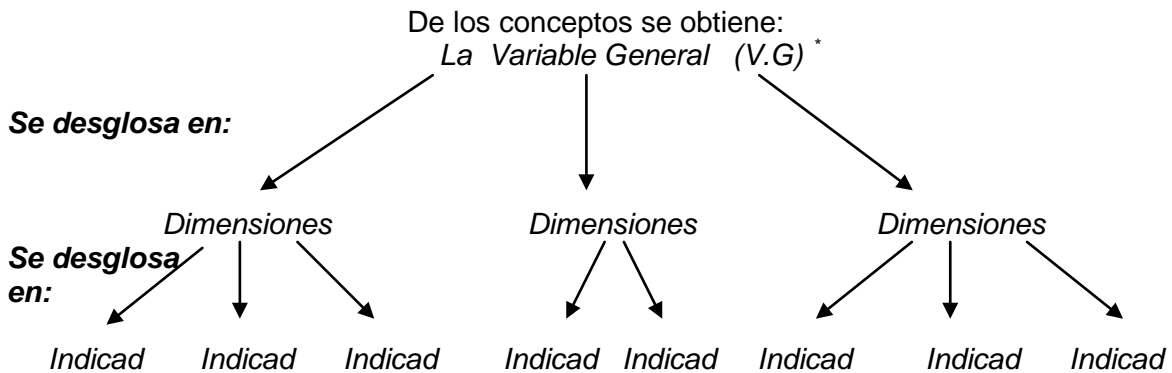 De los conceptos se obtiene:
La Variable General (V.G) *
Se desglosa en:
Dimensiones Dimensiones Dimensiones
Se desglosa
en:
Indicad Indicad Indicad Indicad Indicad Indicad Indicad Indicad